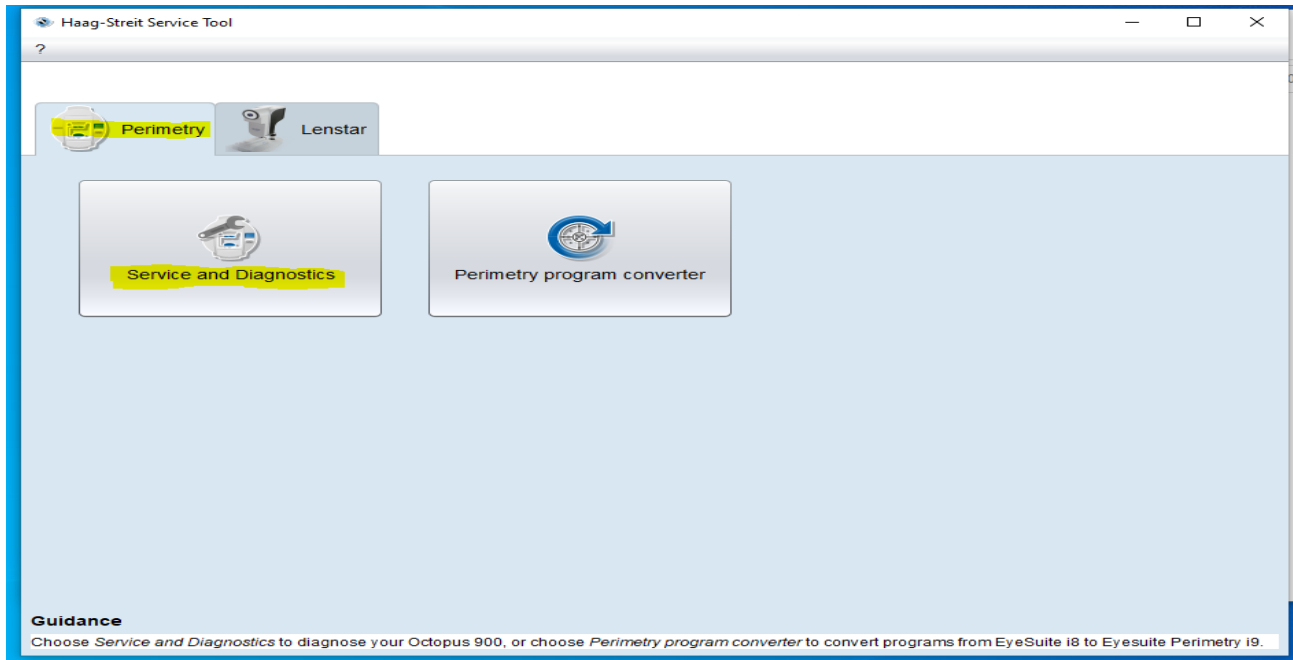 Haag-Streit Service Tool
?
Perimetry
Lenstar
Service and Diagnostics
Perimetry program converter
Guidance
Choose Service and Diagnostics to diagnose your Octopus 900, or choose Perimetry program converter to convert programs from EyeSuite i8 to Eyesuite Perimetry i9.